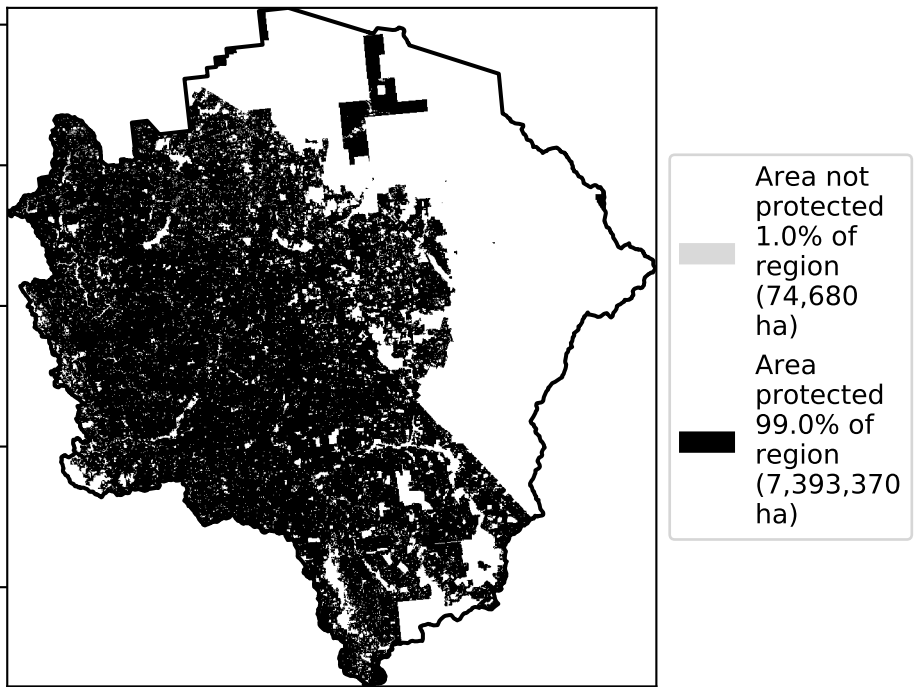 Area not
protected
1.0% of
region
(74,680
ha)
Area
protected
99.0% of
region
(7,393,370
ha)